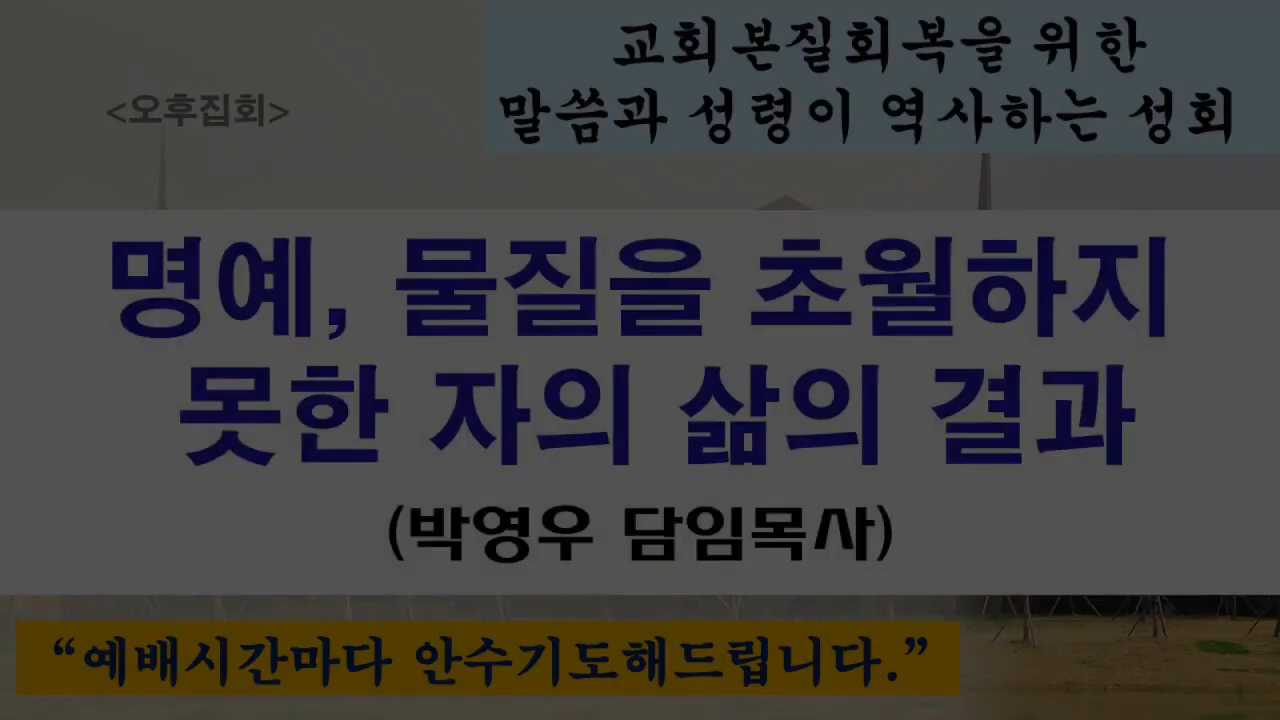 교회본질회복을 위한
말씀과 성령이 역사하는 성회
<오후집회>
명예, 물질을 초월하지
못한 자의 삶의 결과
(박영우 담임목사)
“예배시간마다 안수기도해드립니다.”